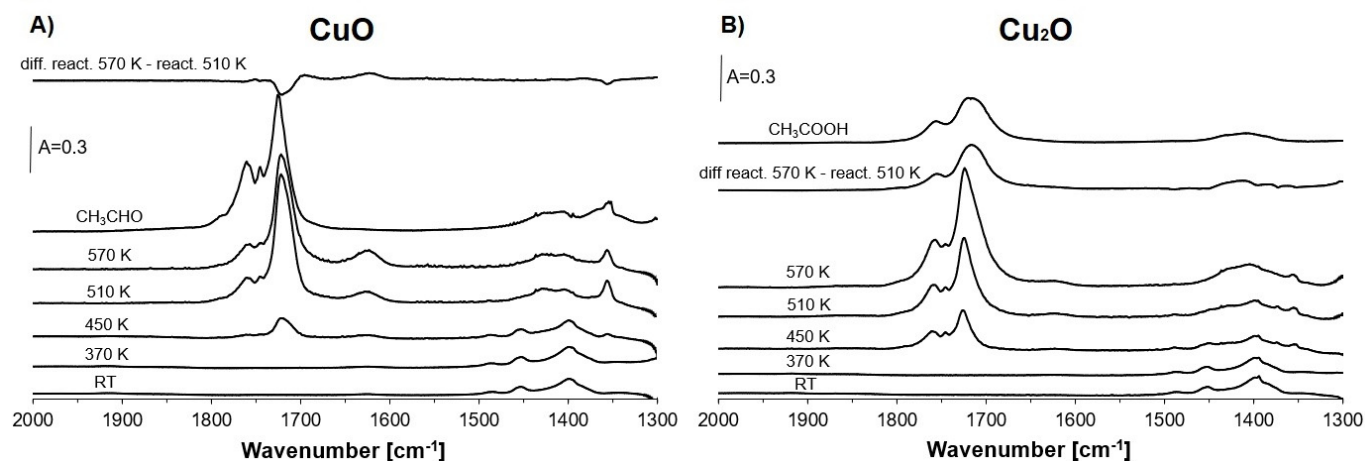 A)
CuO
diff. react. 570 K - react. 510 K
A=0.3
CH₃CHO
570 K
510 K
450 K
370 K
RT
2000 1900 1800 1700 1600 1500 1400 1300
Wavenumber [cm⁻¹]
B)
Cu₂O
A=0.3
CH₃COOH
diff react. 570 K - react. 510 K
570 K
510 K
450 K
370 K
RT
2000 1900 1800 1700 1600 1500 1400 1300
Wavenumber [cm⁻¹]